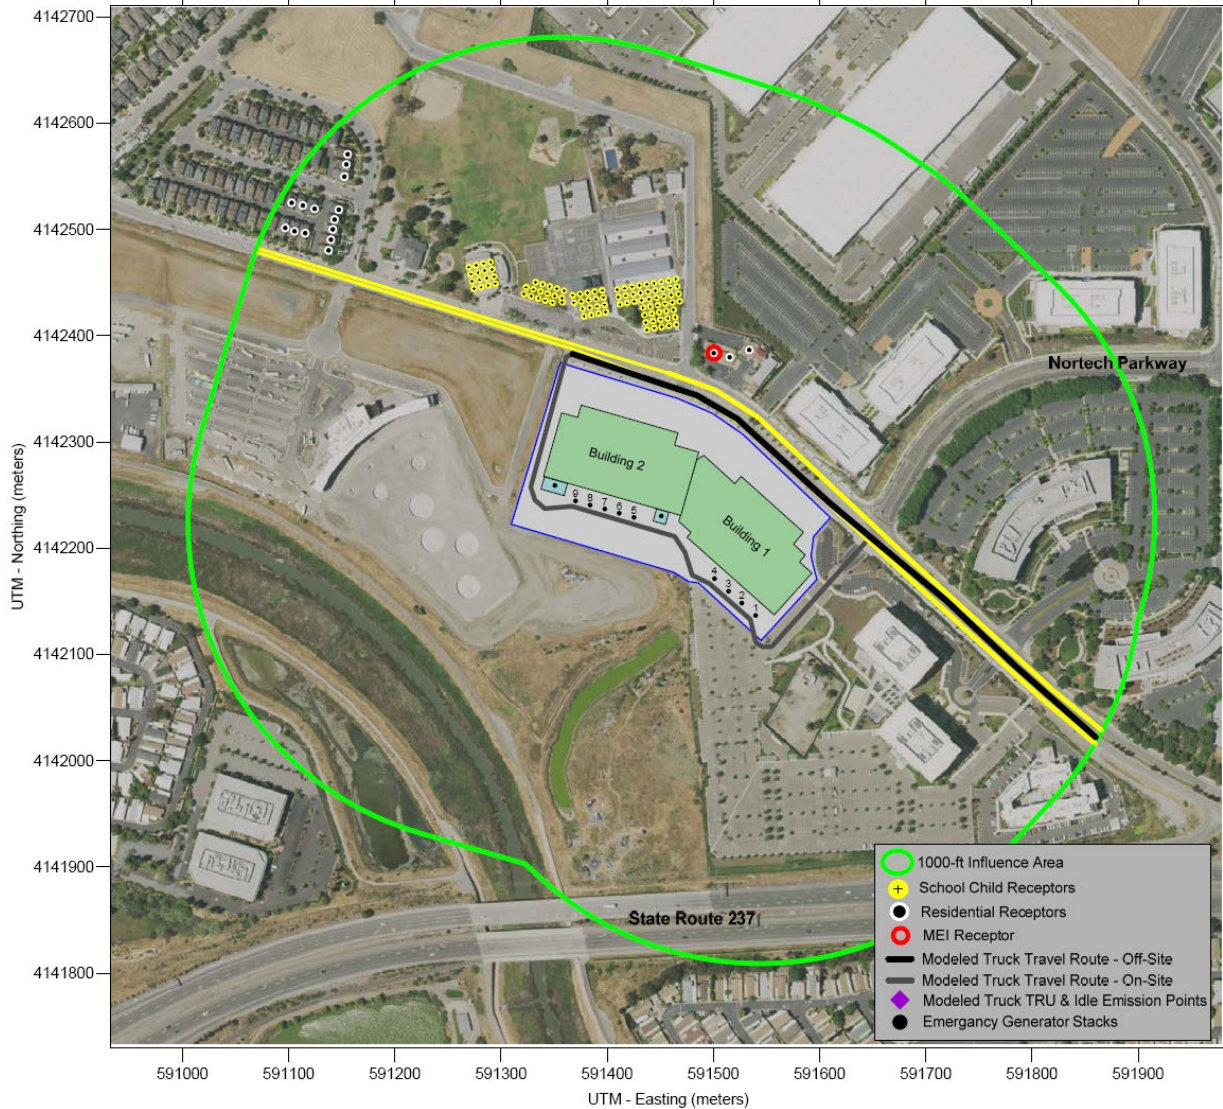 4142700
4142600
4142500
4142400
4142300
4142200
4142100
4142000
4141900
4141800
UTM - Northing (meters)
Nortech Parkway
Building 2
9 8 7 6 5
Building 1
4 3 2 1
State Route 237
1000-ft Influence Area
School Child Receptors
Residential Receptors
MEI Receptor
Modeled Truck Travel Route - Off-Site
Modeled Truck Travel Route - On-Site
Modeled Truck TRU & Idle Emission Points
Emergancy Generator Stacks
591000 591100 591200 591300 591400 591500 591600 591700 591800 591900
UTM - Easting (meters)